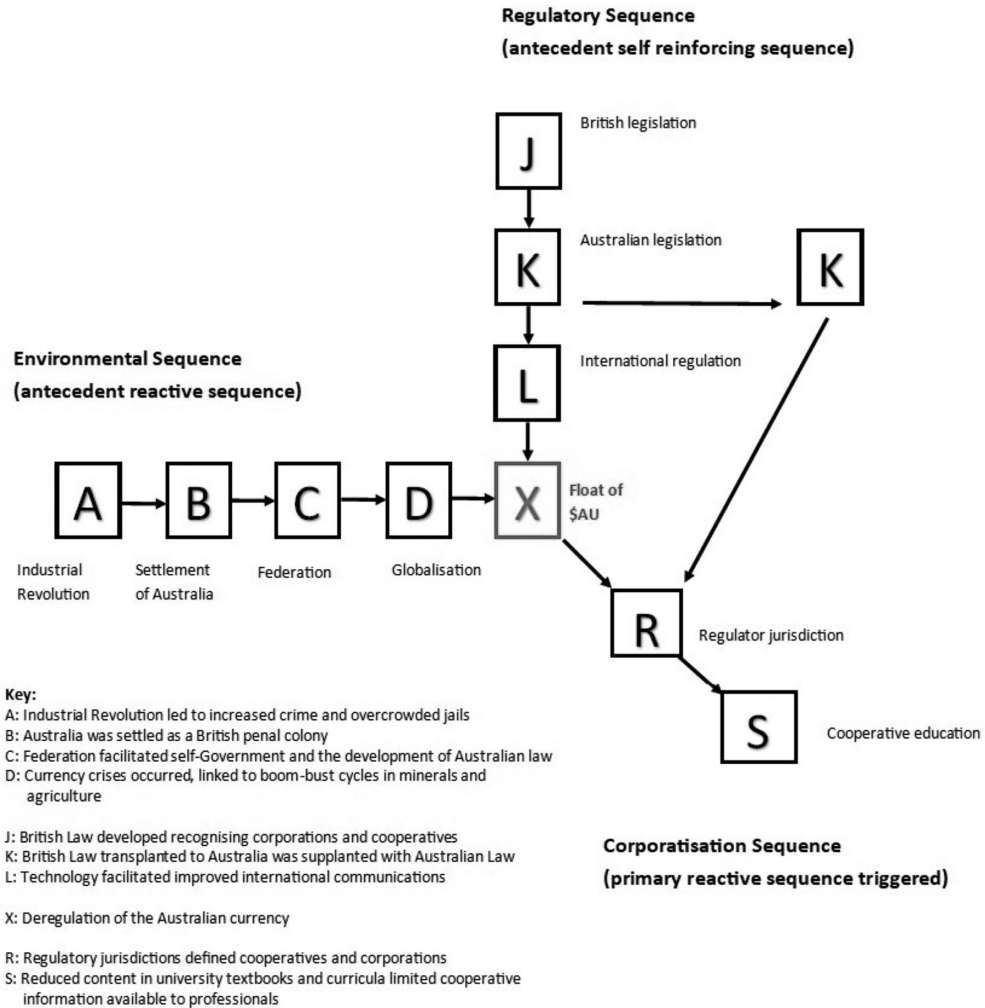 Regulatory Sequence
(antecedent self reinforcing sequence)
J
British legislation
K
Australian legislation
K
Environmental Sequence
(antecedent reactive sequence)
L
International regulation
A
B
C
D
X
Float of
$AU
Industrial
Revolution
Settlement
of Australia
Federation
Globalisation
R
Regulator jurisdiction
S
Cooperative education
Key:
A: Industrial Revolution led to increased crime and overcrowded jails
B: Australia was settled as a British penal colony
C: Federation facilitated self-Government and the development of Australian law
D: Currency crises occurred, linked to boom-bust cycles in minerals and
agriculture
J: British Law developed recognising corporations and cooperatives
K: British Law transplanted to Australia was supplanted with Australian Law
L: Technology facilitated improved international communications
X: Deregulation of the Australian currency
R: Regulatory jurisdictions defined cooperatives and corporations
S: Reduced content in university textbooks and curricula limited cooperative
information available to professionals
Corporatisation Sequence
(primary reactive sequence triggered)